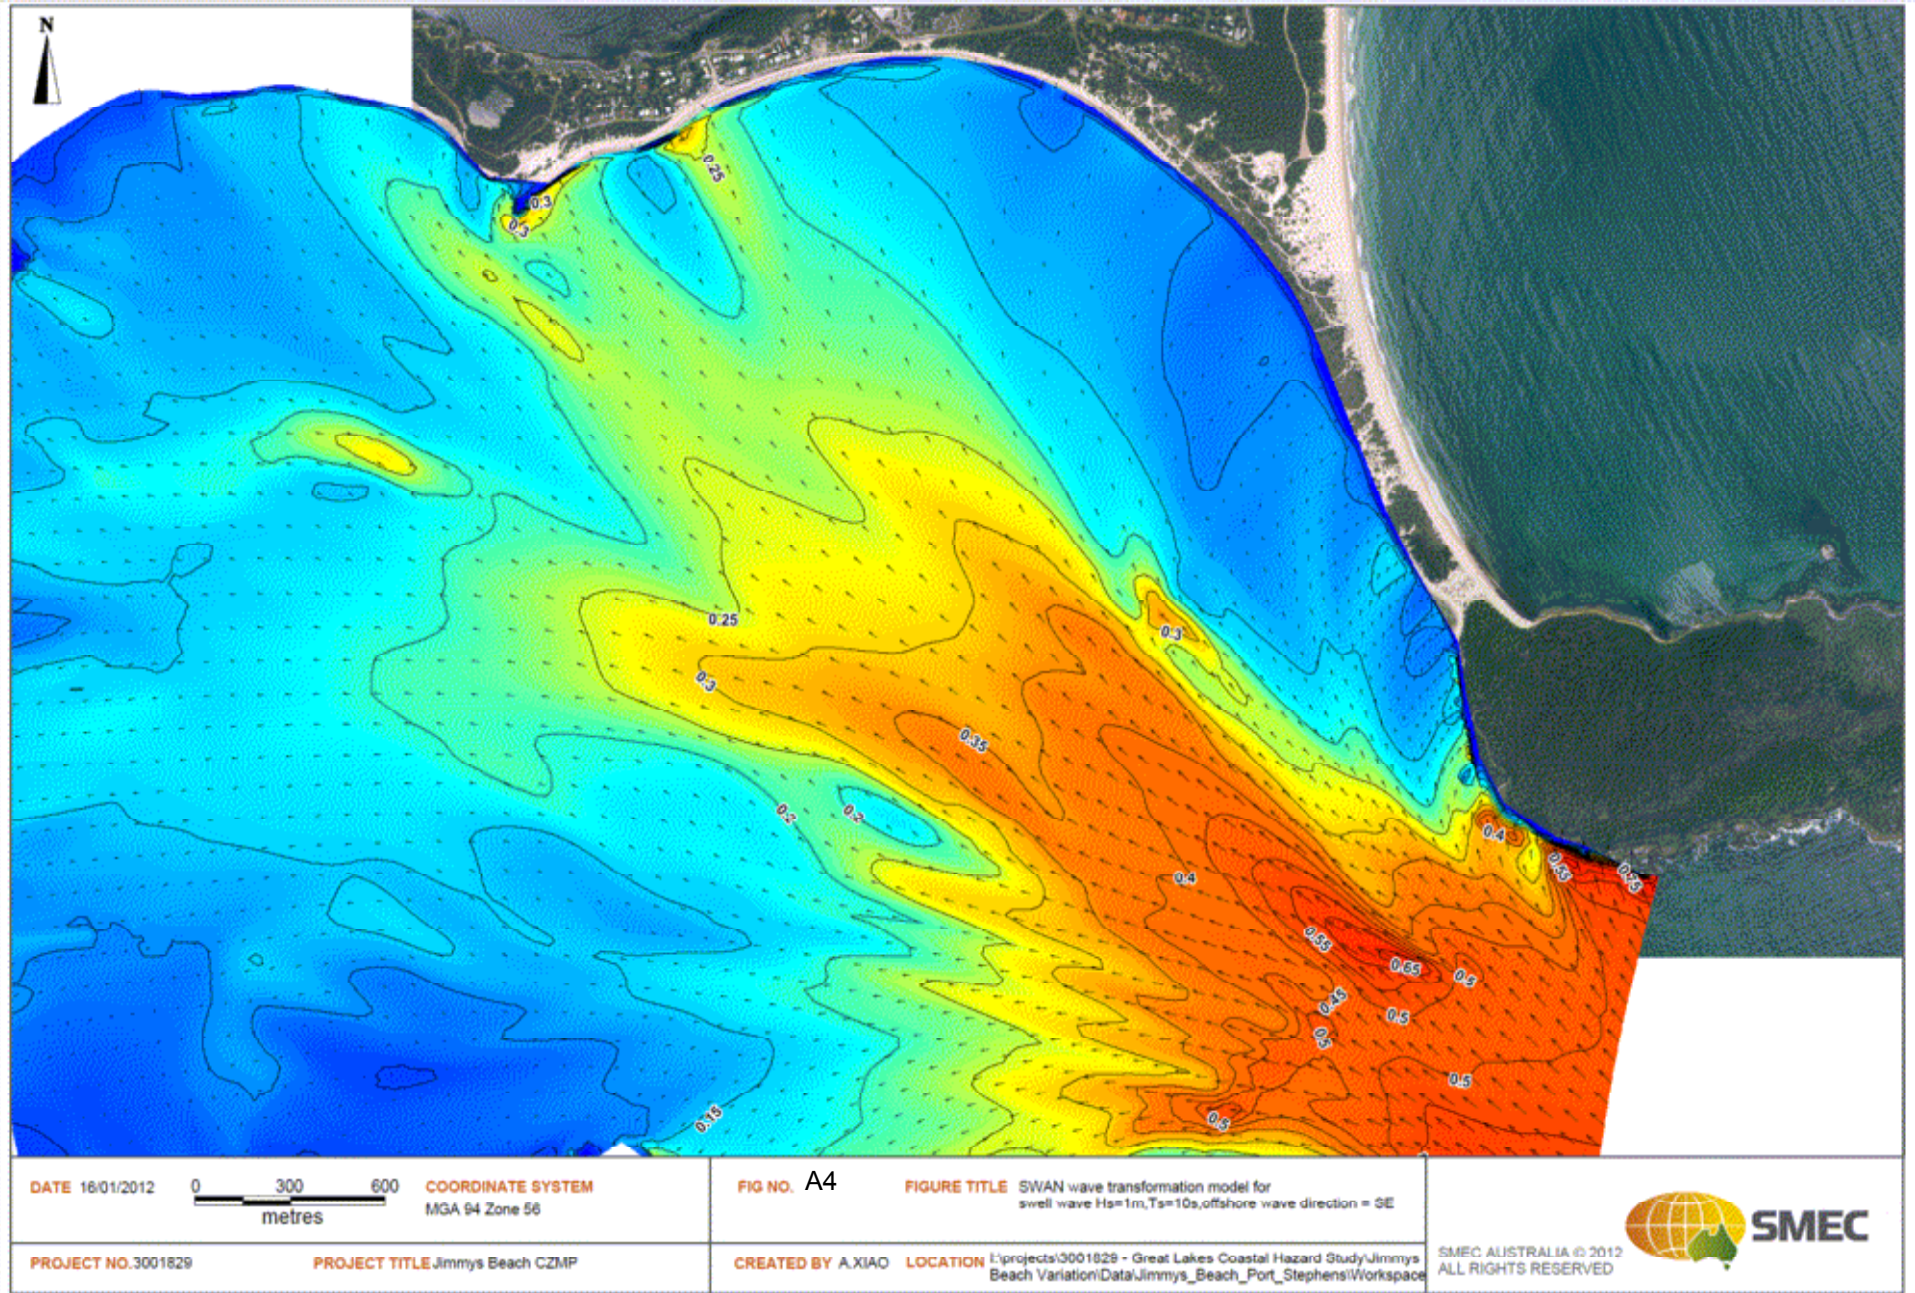 N
0.25
0.3
0.3
0.3
0.25
0.3
0.35
0.2
0.2
0.4
0.4
0.55
0.55
0.65
0.5
0.45
0.5
0.5
0.5
0.5
0.15
DATE 16/01/2012
0 300 600
metres
COORDINATE SYSTEM
MGA 94 Zone 56
FIG NO. A4
FIGURE TITLE SWAN wave transformation model for
swell wave Hs=1m,Ts=10s,offshore wave direction = SE
PROJECT NO. 3001829
PROJECT TITLE Jimmys Beach CZMP
CREATED BY A.XIAO
LOCATION I:\projects\3001829 - Great Lakes Coastal Hazard Study\Jimmys
Beach Variation\Data\Jimmys_Beach_Port_Stephens\Workspace
SMEC AUSTRALIA © 2012
ALL RIGHTS RESERVED
SMEC